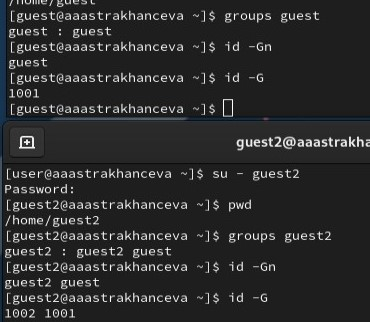 /home/guest
[guest@aaastrakhanceva ~]$ groups guest
guest : guest
[guest@aaastrakhanceva ~]$ id -Gn
guest
[guest@aaastrakhanceva ~]$ id -G
1001
[guest@aaastrakhanceva ~]$
guest2@aaastrakha
[user@aaastrakhanceva ~]$ su - guest2
Password:
[guest2@aaastrakhanceva ~]$ pwd
/home/guest2
[guest2@aaastrakhanceva ~]$ groups guest2
guest2 : guest2 guest
[guest2@aaastrakhanceva ~]$ id -Gn
guest2 guest
[guest2@aaastrakhanceva ~]$ id -G
1002 1001